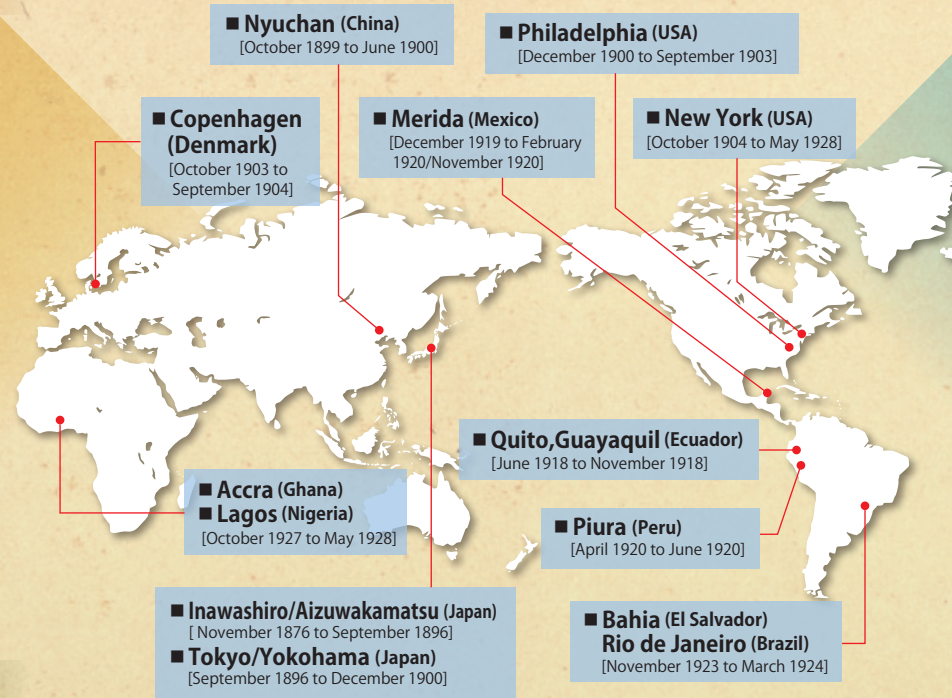 ■ Nyuchan (China)
[October 1899 to June 1900]
■ Philadelphia (USA)
[December 1900 to September 1903]
■ Copenhagen
(Denmark)
[October 1903 to
September 1904]
■ Merida (Mexico)
[December 1919 to February
1920/November 1920]
■ New York (USA)
[October 1904 to May 1928]
■ Quito,Guayaquil (Ecuador)
[June 1918 to November 1918]
■ Accra (Ghana)
■ Lagos (Nigeria)
[October 1927 to May 1928]
■ Piura (Peru)
[April 1920 to June 1920]
■ Inawashiro/Aizuwakamatsu (Japan)
[ November 1876 to September 1896]
■ Tokyo/Yokohama (Japan)
[September 1896 to December 1900]
■ Bahia (El Salvador)
Rio de Janeiro (Brazil)
[November 1923 to March 1924]